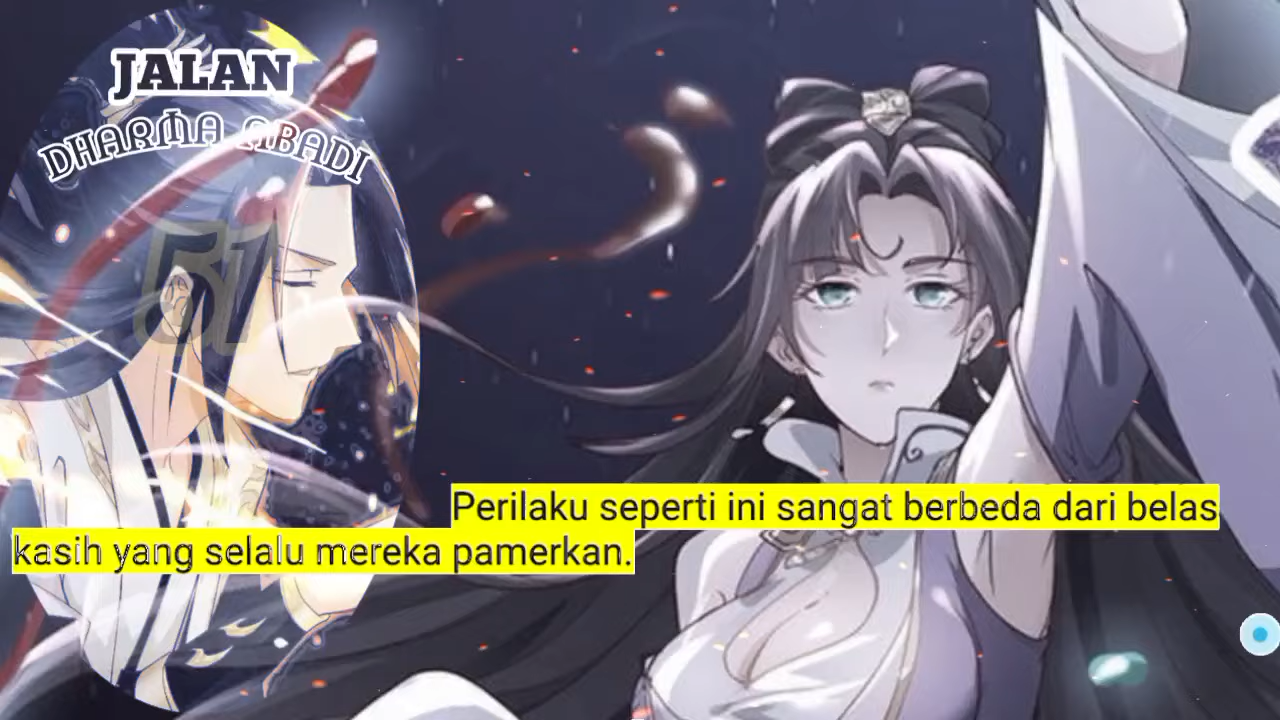 JALAN
DHARMA ABADI
51
Perilaku seperti ini sangat berbeda dari belas
kasih yang selalu mereka pamerkan.